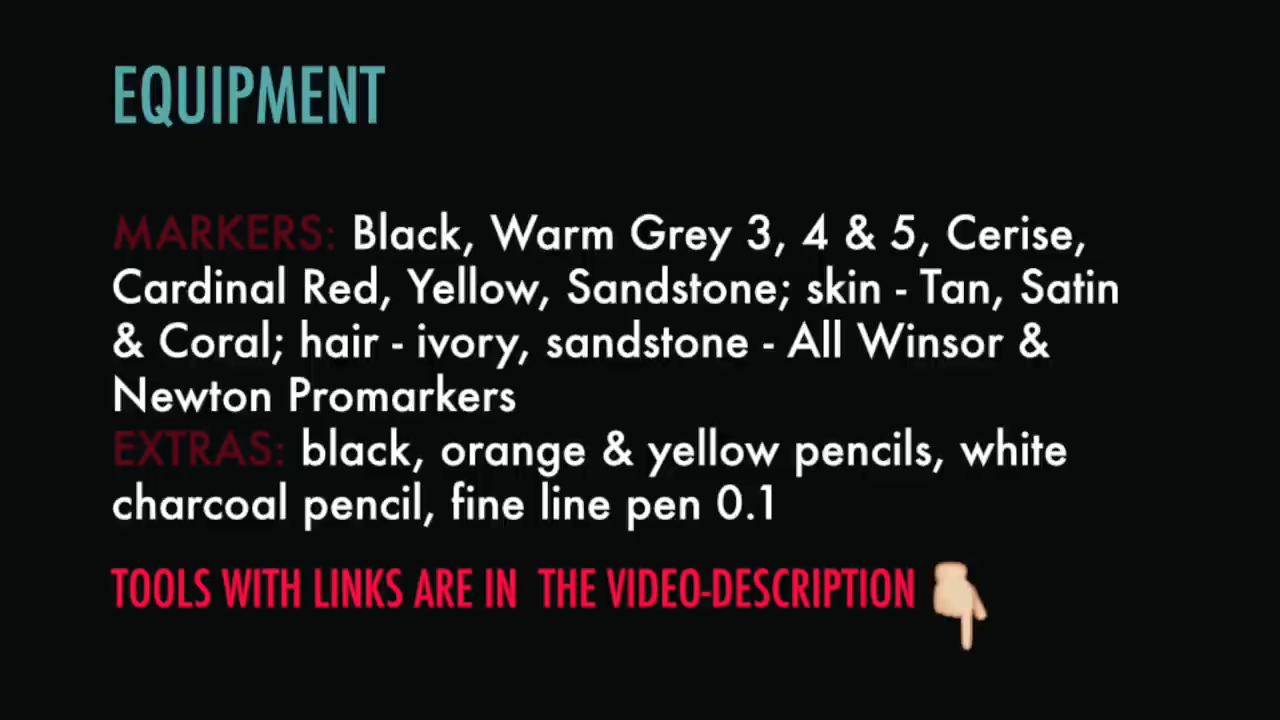 EQUIPMENT
MARKERS: Black, Warm Grey 3, 4 & 5, Cerise,
Cardinal Red, Yellow, Sandstone; skin - Tan, Satin
& Coral; hair - ivory, sandstone - All Winsor &
Newton Promarkers
EXTRAS: black, orange & yellow pencils, white
charcoal pencil, fine line pen 0.1
TOOLS WITH LINKS ARE IN THE VIDEO-DESCRIPTION